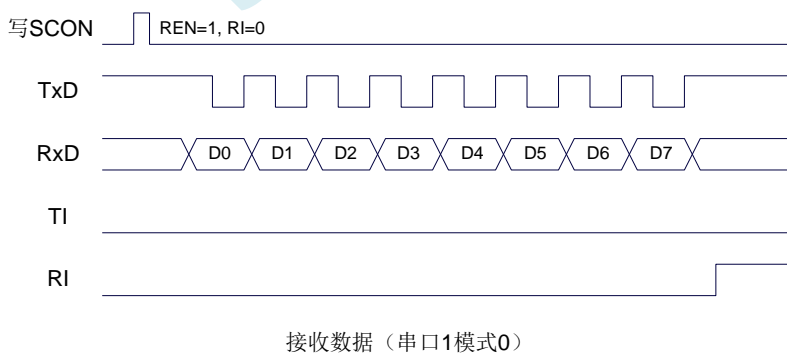 写SCON REN=1, RI=0
TxD
RxD D0 D1 D2 D3 D4 D5 D6 D7
TI
RI
接收数据（串口1模式0）